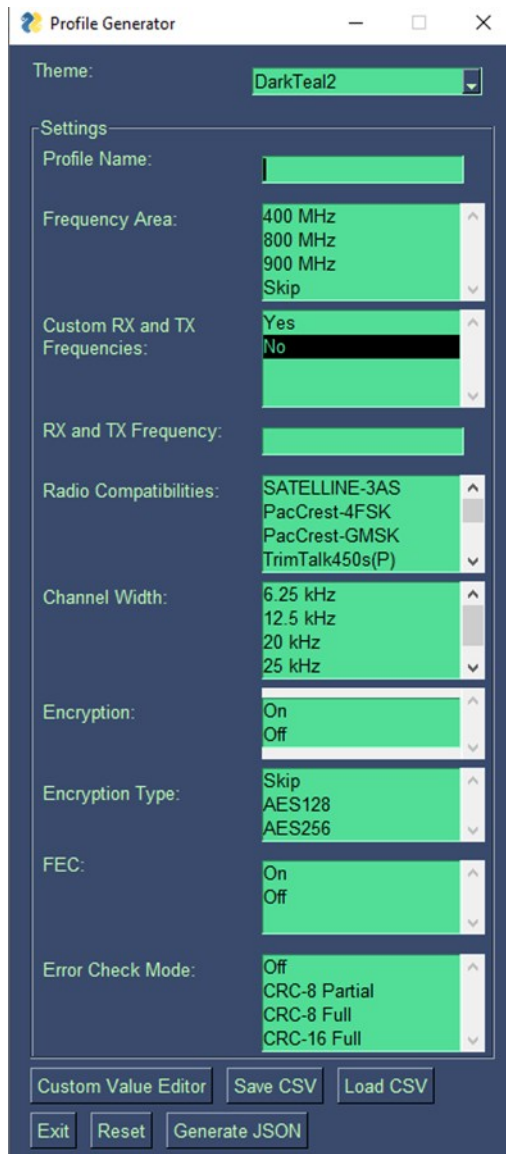 Profile Generator
Theme:
DarkTeal2
Settings
Profile Name:
Frequency Area:
400 MHz
800 MHz
900 MHz
Skip
Custom RX and TX
Frequencies:
Yes
No
RX and TX Frequency:
Radio Compatibilities:
SATELLINE-3AS
PacCrest-4FSK
PacCrest-GMSK
TrimTalk450s(P)
Channel Width:
6.25 kHz
12.5 kHz
20 kHz
25 kHz
Encryption:
On
Off
Encryption Type:
Skip
AES128
AES256
FEC:
On
Off
Error Check Mode:
Off
CRC-8 Partial
CRC-8 Full
CRC-16 Full
Custom Value Editor Save CSV Load CSV
Exit Reset Generate JSON